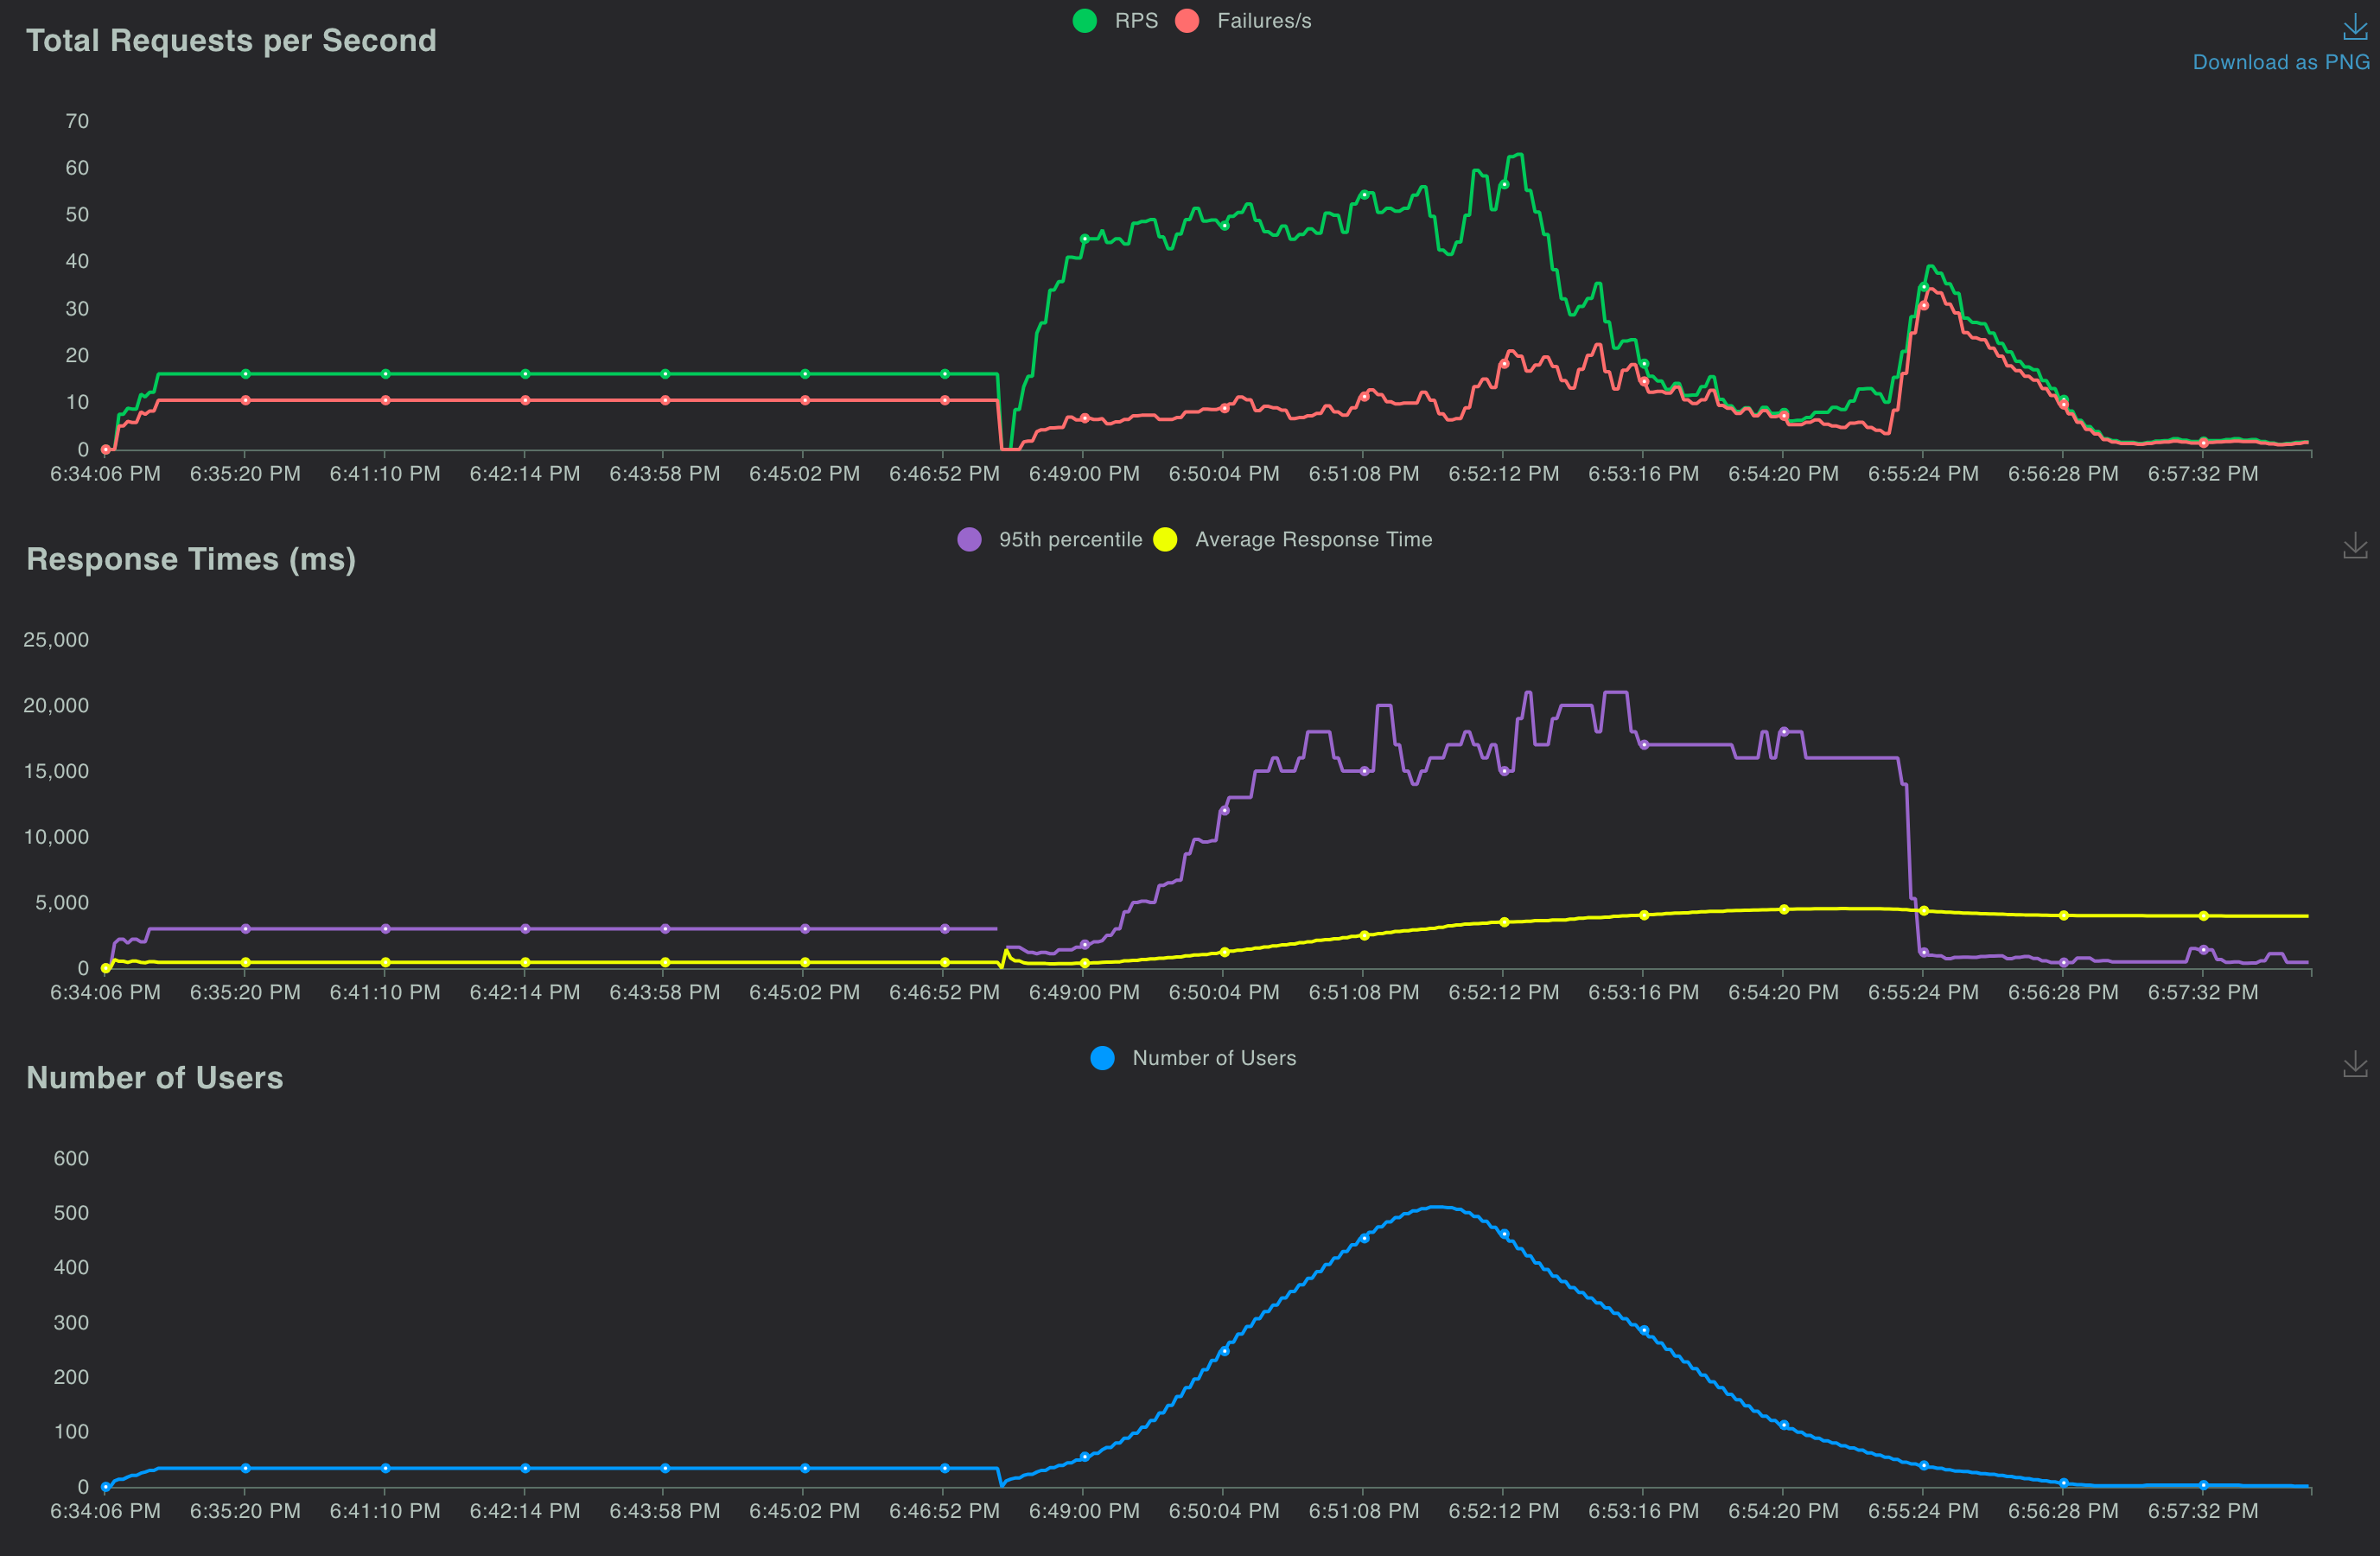 RPS Failures/s
Total Requests per Second
Download as PNG
70
60
50
40
30
20
10
0
6:34:06 PM 6:35:20 PM 6:41:10 PM 6:42:14 PM 6:43:58 PM 6:45:02 PM 6:46:52 PM 6:49:00 PM 6:50:04 PM 6:51:08 PM 6:52:12 PM 6:53:16 PM 6:54:20 PM 6:55:24 PM 6:56:28 PM 6:57:32 PM
95th percentile Average Response Time
Response Times (ms)
25,000
20,000
15,000
10,000
5,000
0
6:34:06 PM 6:35:20 PM 6:41:10 PM 6:42:14 PM 6:43:58 PM 6:45:02 PM 6:46:52 PM 6:49:00 PM 6:50:04 PM 6:51:08 PM 6:52:12 PM 6:53:16 PM 6:54:20 PM 6:55:24 PM 6:56:28 PM 6:57:32 PM
Number of Users
Number of Users
600
500
400
300
200
100
0
6:34:06 PM 6:35:20 PM 6:41:10 PM 6:42:14 PM 6:43:58 PM 6:45:02 PM 6:46:52 PM 6:49:00 PM 6:50:04 PM 6:51:08 PM 6:52:12 PM 6:53:16 PM 6:54:20 PM 6:55:24 PM 6:56:28 PM 6:57:32 PM